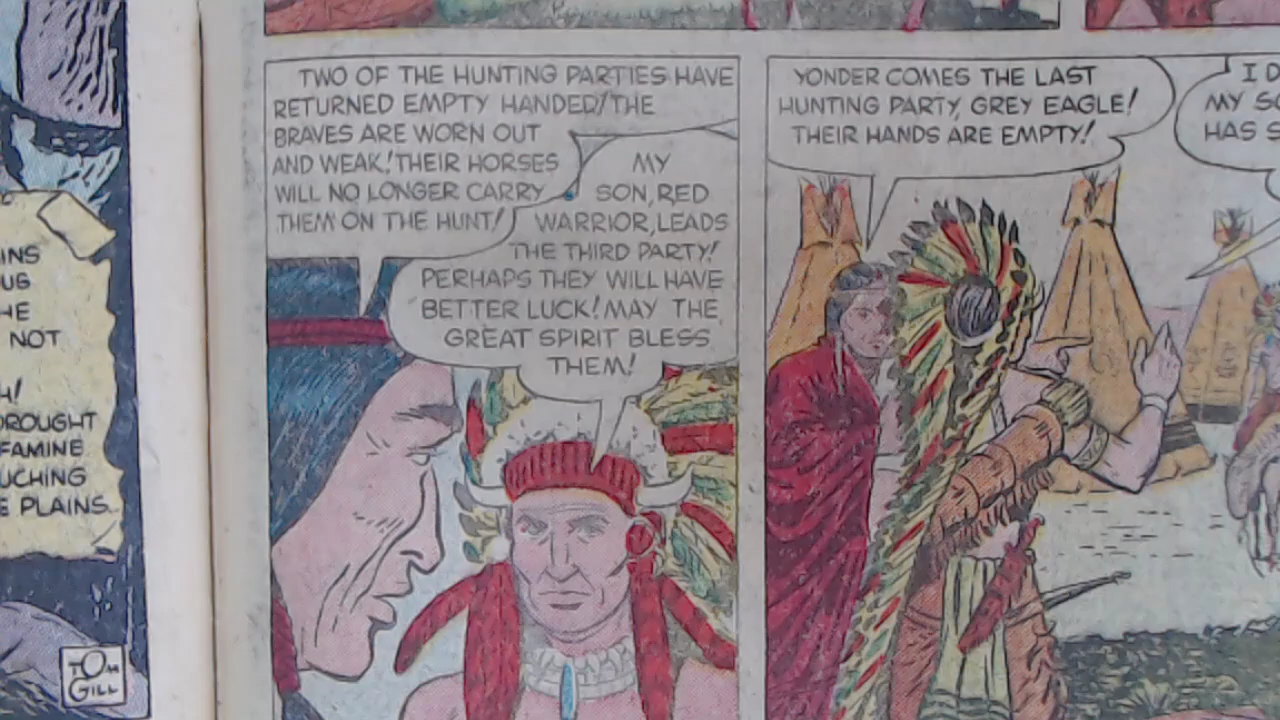 TWO OF THE HUNTING PARTIES HAVE
RETURNED EMPTY HANDED! THE
BRAVES ARE WORN OUT
AND WEAK! THEIR HORSES
WILL NO LONGER CARRY
THEM ON THE HUNT!
MY
SON, RED
WARRIOR, LEADS
THE THIRD PARTY!
PERHAPS THEY WILL HAVE
BETTER LUCK! MAY THE
GREAT SPIRIT BLESS
THEM!
YONDER COMES THE LAST
HUNTING PARTY, GREY EAGLE!
THEIR HANDS ARE EMPTY!
I D
MY S
HAS S
INS
US
HE
NOT
H!
DROUGHT
FAMINE
UCHING
E PLAINS
TOM
GILL